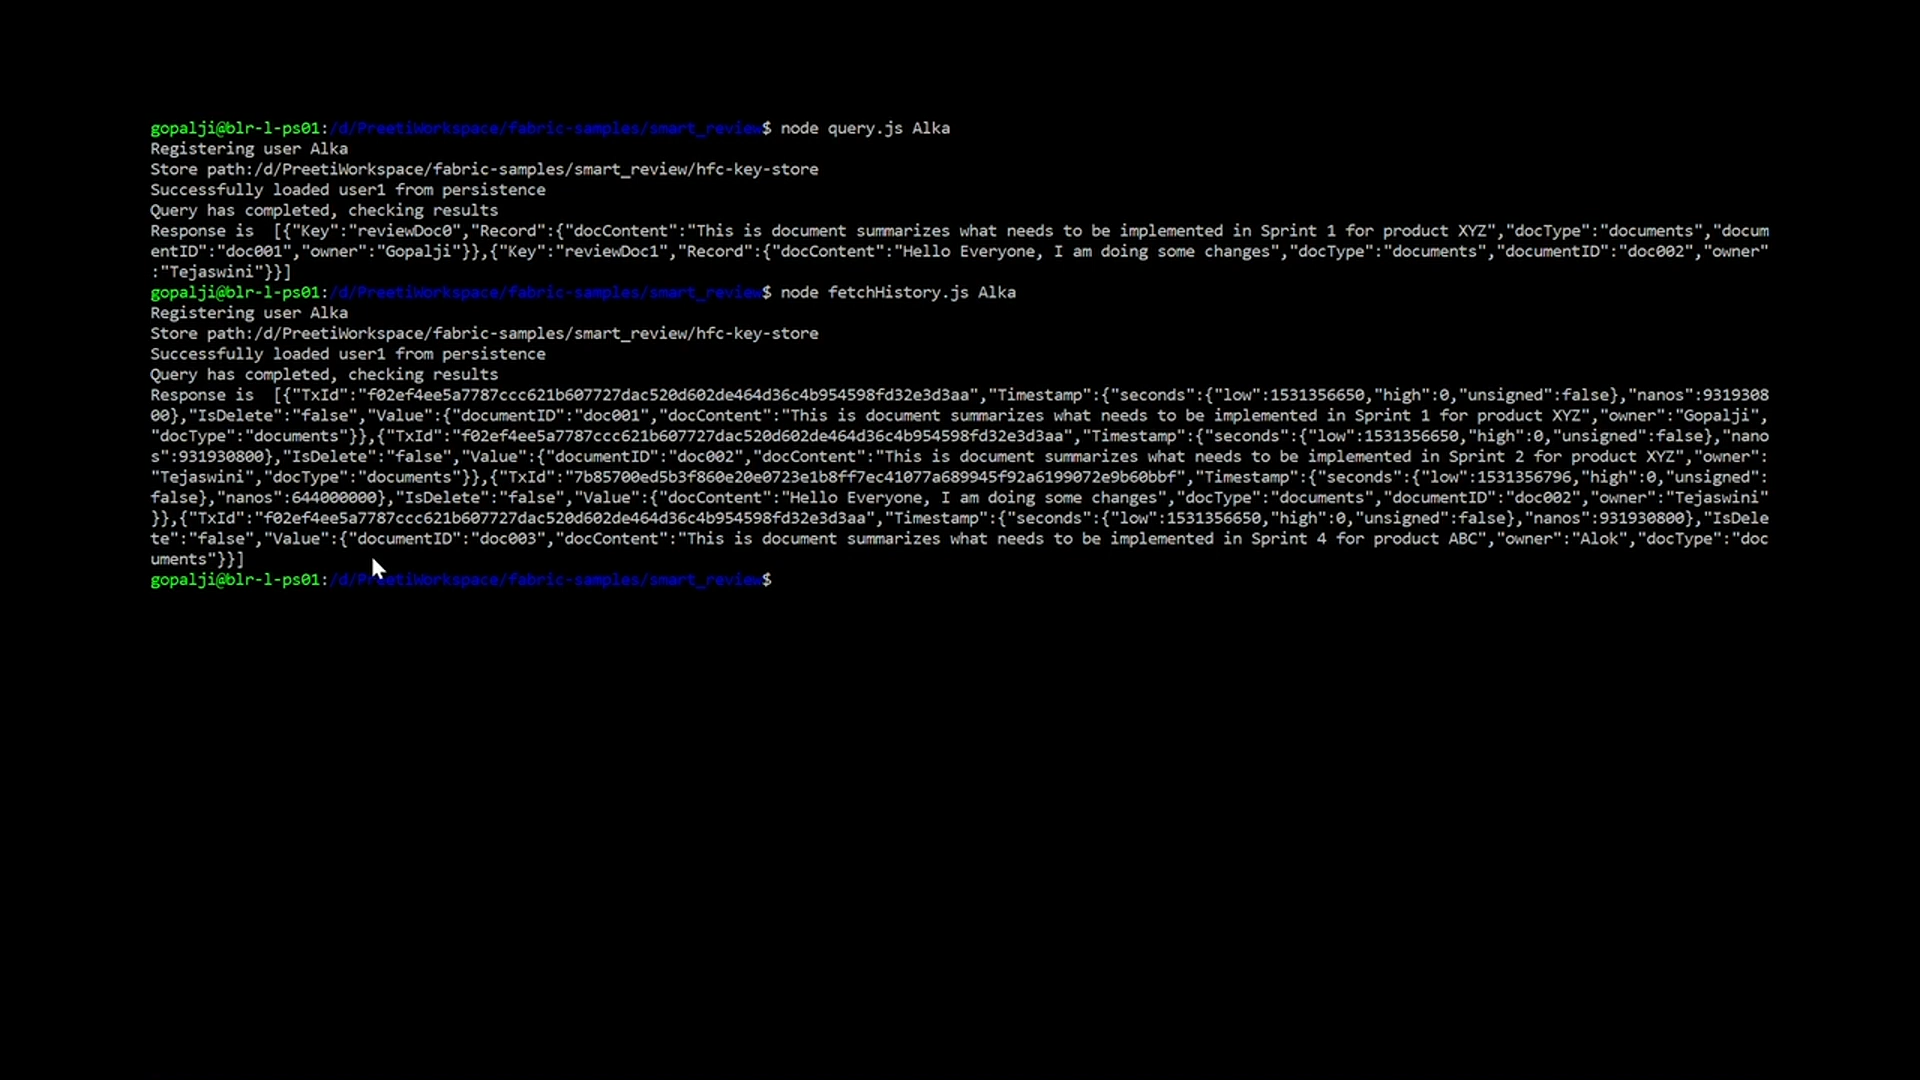 gopalji@blr-l-ps01:/d/PreetiWorkspace/fabric-samples/smart_review$ node query.js Alka
Registering user Alka
Store path:/d/PreetiWorkspace/fabric-samples/smart_review/hfc-key-store
Successfully loaded user1 from persistence
Query has completed, checking results
Response is  [{"Key":"reviewDoc0","Record":{"docContent":"This is document summarizes what needs to be implemented in Sprint 1 for product XYZ","docType":"documents","docum
entID":"doc001","owner":"Gopalji"}},{"Key":"reviewDoc1","Record":{"docContent":"Hello Everyone, I am doing some changes","docType":"documents","documentID":"doc002","owner"
:"Tejaswini"}}]
gopalji@blr-l-ps01:/d/PreetiWorkspace/fabric-samples/smart_review$ node fetchHistory.js Alka
Registering user Alka
Store path:/d/PreetiWorkspace/fabric-samples/smart_review/hfc-key-store
Successfully loaded user1 from persistence
Query has completed, checking results
Response is  [{"TxId":"f02ef4ee5a7787ccc621b607727dac520d602de464d36c4b954598fd32e3d3aa","Timestamp":{"seconds":{"low":1531356650,"high":0,"unsigned":false},"nanos":9319308
00},"IsDelete":"false","Value":{"documentID":"doc001","docContent":"This is document summarizes what needs to be implemented in Sprint 1 for product XYZ","owner":"Gopalji",
"docType":"documents"}},{"TxId":"f02ef4ee5a7787ccc621b607727dac520d602de464d36c4b954598fd32e3d3aa","Timestamp":{"seconds":{"low":1531356650,"high":0,"unsigned":false},"nano
s":931930800},"IsDelete":"false","Value":{"documentID":"doc002","docContent":"This is document summarizes what needs to be implemented in Sprint 2 for product XYZ","owner":
"Tejaswini","docType":"documents"}},{"TxId":"7b85700ed5b3f860e20e0723e1b8ff7ec41077a689945f92a6199072e9b60bbf","Timestamp":{"seconds":{"low":1531356796,"high":0,"unsigned":
false},"nanos":644000000},"IsDelete":"false","Value":{"docContent":"Hello Everyone, I am doing some changes","docType":"documents","documentID":"doc002","owner":"Tejaswini"
}},{"TxId":"f02ef4ee5a7787ccc621b607727dac520d602de464d36c4b954598fd32e3d3aa","Timestamp":{"seconds":{"low":1531356650,"high":0,"unsigned":false},"nanos":931930800},"IsDele
te":"false","Value":{"documentID":"doc003","docContent":"This is document summarizes what needs to be implemented in Sprint 4 for product ABC","owner":"Alok","docType":"doc
uments"}}]
gopalji@blr-l-ps01:/d/PreetiWorkspace/fabric-samples/smart_review$